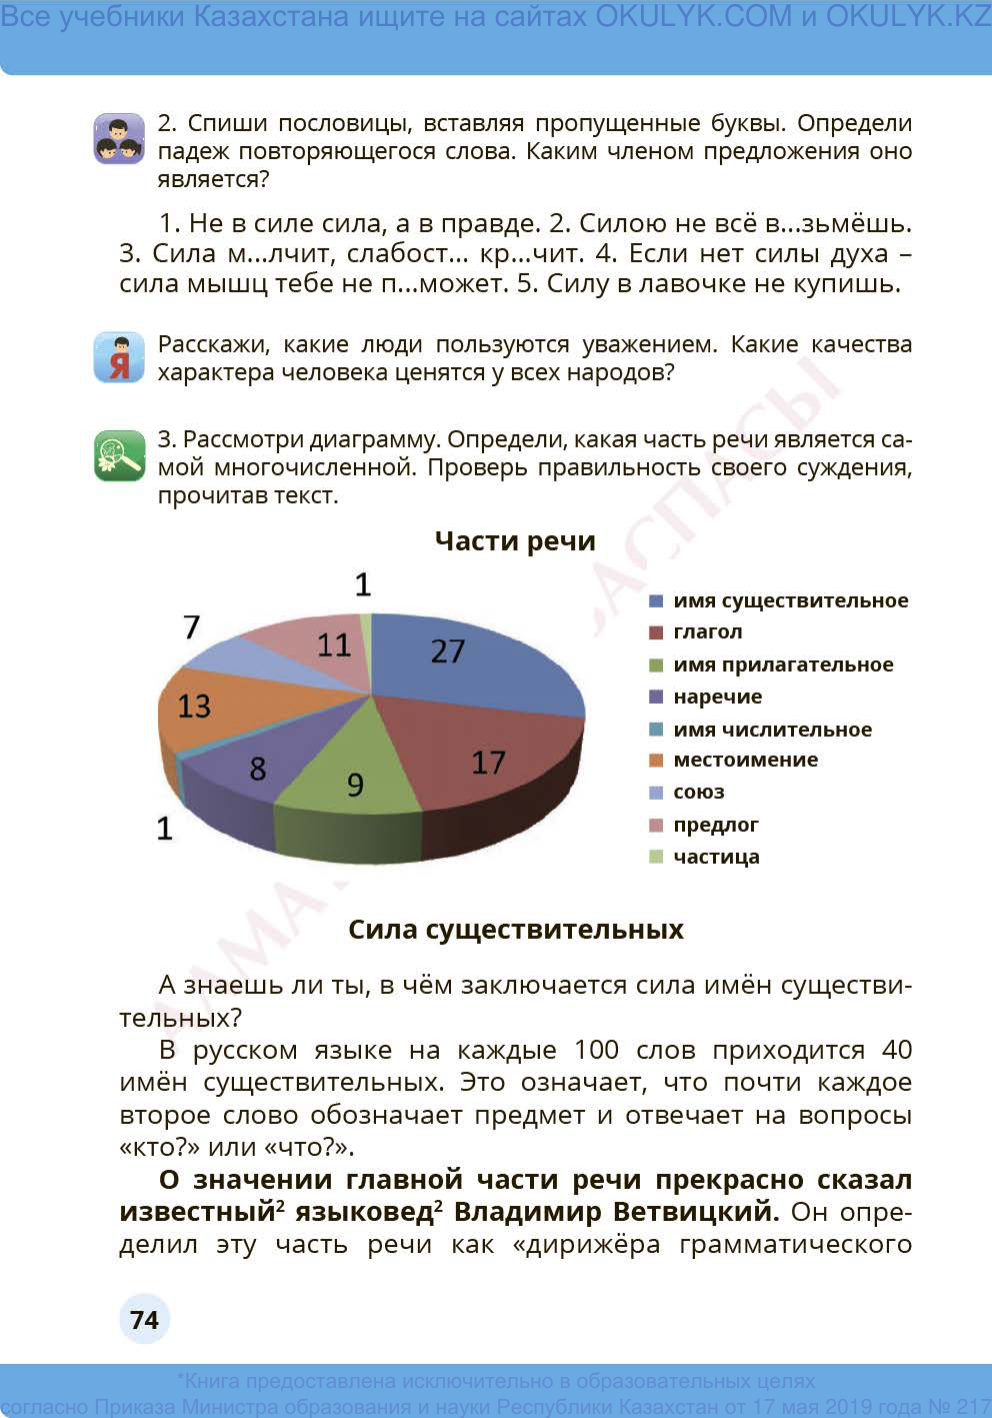 Все учебники Казахстана ищите на сайтах OKULYK.COM и OKULYK.KZ
2. Спиши пословицы, вставляя пропущенные буквы. Определи
падеж повторяющегося слова. Каким членом предложения оно
является?
1. Не в силе сила, а в правде. 2. Силою не всё в...зьмёшь.
3. Сила м...лчит, слабост... кр...чит. 4. Если нет силы духа –
сила мышц тебе не п...может. 5. Силу в лавочке не купишь.
Я
Расскажи, какие люди пользуются уважением. Какие качества
характера человека ценятся у всех народов?
3. Рассмотри диаграмму. Определи, какая часть речи является са-
мой многочисленной. Проверь правильность своего суждения,
прочитав текст.
Части речи
1
7
11
27
13
8
9
17
1
имя существительное
глагол
имя прилагательное
наречие
имя числительное
местоимение
союз
предлог
частица
Сила существительных
А знаешь ли ты, в чём заключается сила имён существи-
тельных?
В русском языке на каждые 100 слов приходится 40
имён существительных. Это означает, что почти каждое
второе слово обозначает предмет и отвечает на вопросы
«кто?» или «что?».
О значении главной части речи прекрасно сказал
известный² языковед² Владимир Ветвицкий. Он опре-
делил эту часть речи как «дирижёра грамматического
74
*Книга предоставлена исключительно в образовательных целях
согласно Приказа Министра образования и науки Республики Казахстан от 17 мая 2019 года № 217